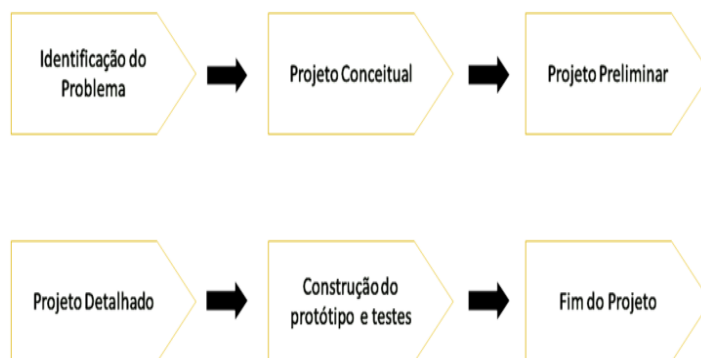 Identificação do
Problema
Projeto Conceitual
Projeto Preliminar
Projeto Detalhado
Construção do
protótipo e testes
Fim do Projeto